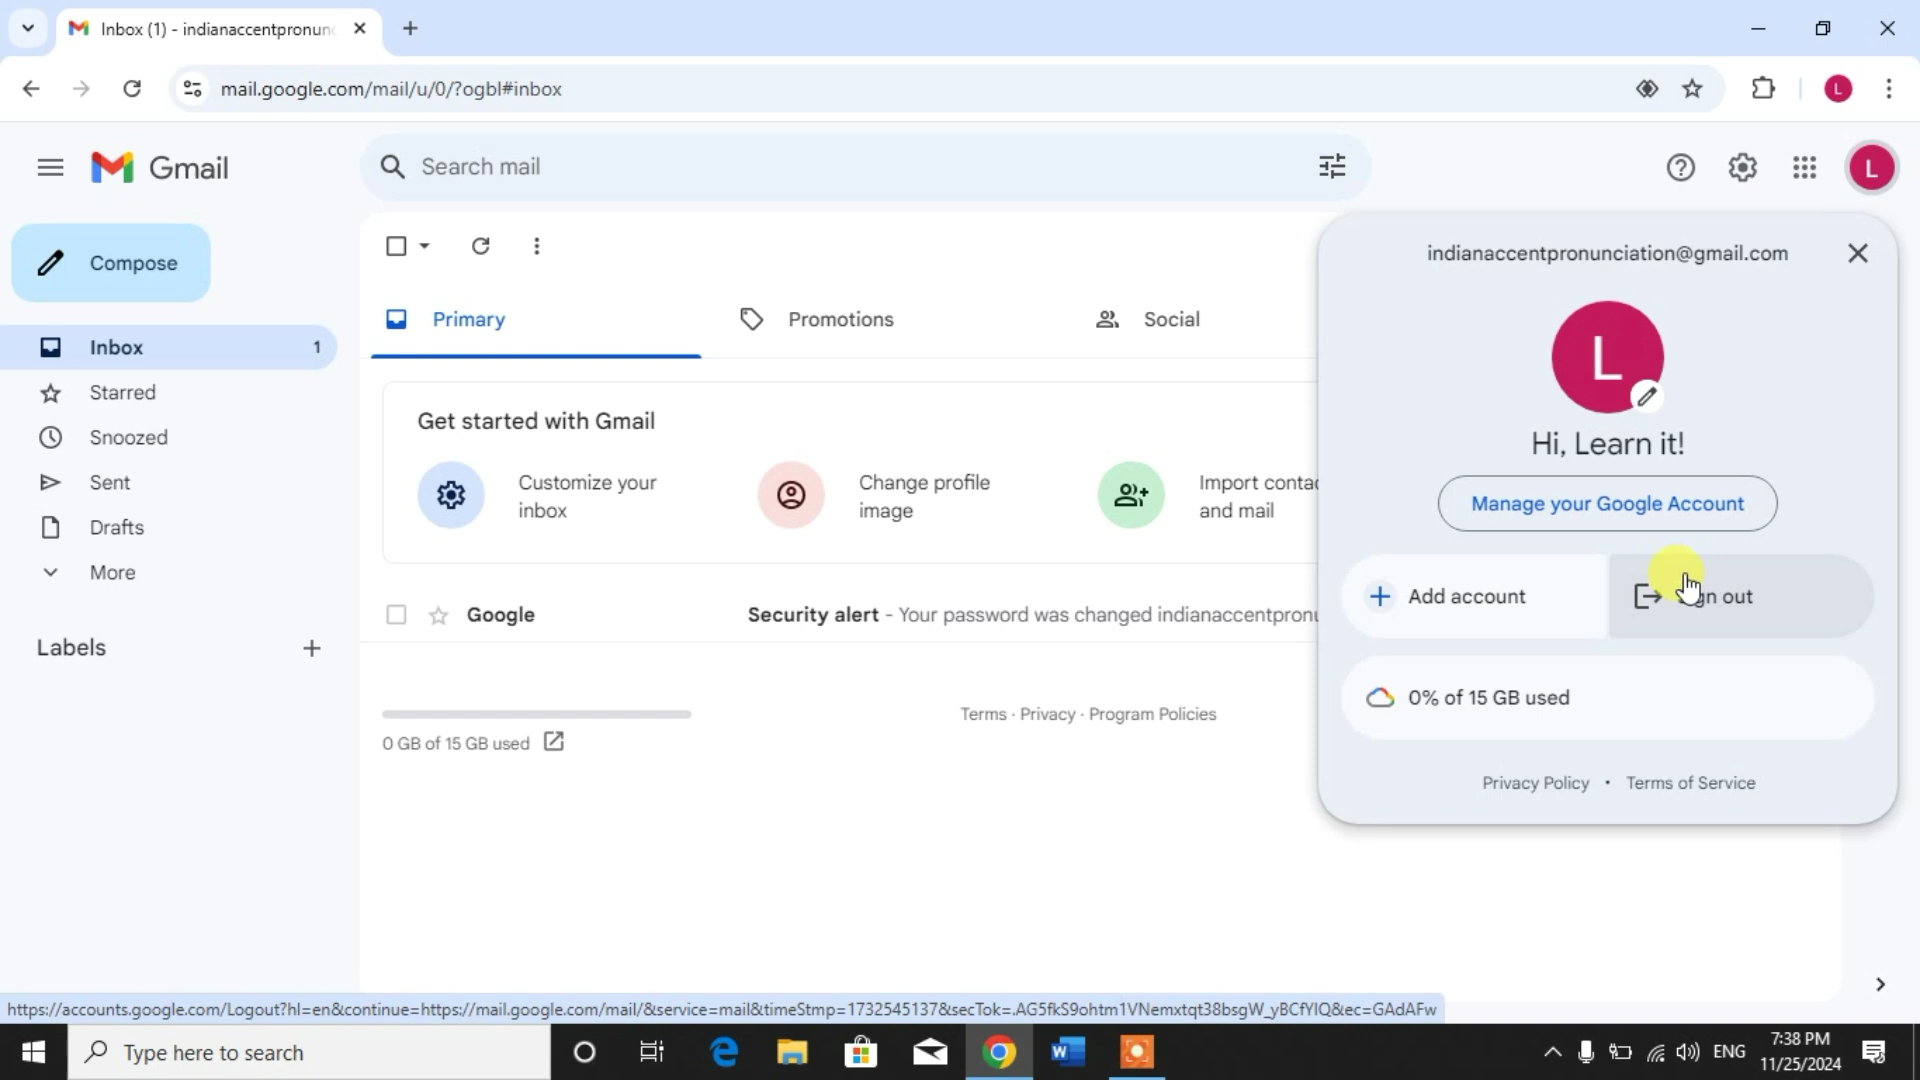 Inbox (1) - indianaccentpronun
mail.google.com/mail/u/0/?ogbl#inbox
L
Gmail
Search mail
L
Compose
Inbox 1
Starred
Snoozed
Sent
Drafts
More
Labels
Primary
Promotions
Social
Get started with Gmail
Customize your
inbox
Change profile
image
Import conta
and mail
Google
Security alert - Your password was changed indianaccentpron
0 GB of 15 GB used
Terms · Privacy · Program Policies
indianaccentpronunciation@gmail.com
L
Hi, Learn it!
Manage your Google Account
Add account
out
0% of 15 GB used
Privacy Policy • Terms of Service
https://accounts.google.com/Logout?hl=en&continue=https://mail.google.com/mail/&service=mail&timeStmp=1732545137&secTok=.AG5fkS9ohtm1VNemxtqt38bsgW_yBCfYlQ&ec=GAdAFw
Type here to search
W
ENG
7:38 PM
11/25/2024